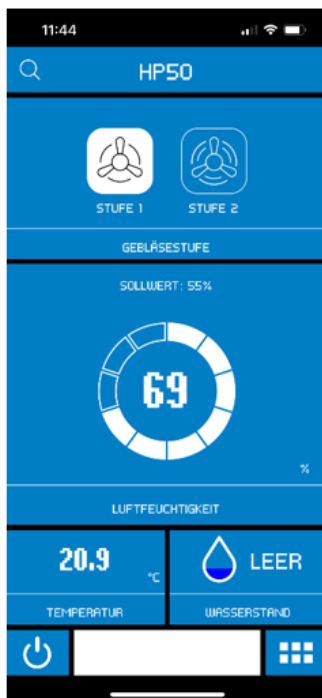 11:44
HP50
STUFE 1 STUFE 2
GEBLÄSESTUFE
SOLLWERT: 55%
69
%
LUFTFEUCHTIGKEIT
20.9 °C
LEER
TEMPERATUR
WASSERSTAND